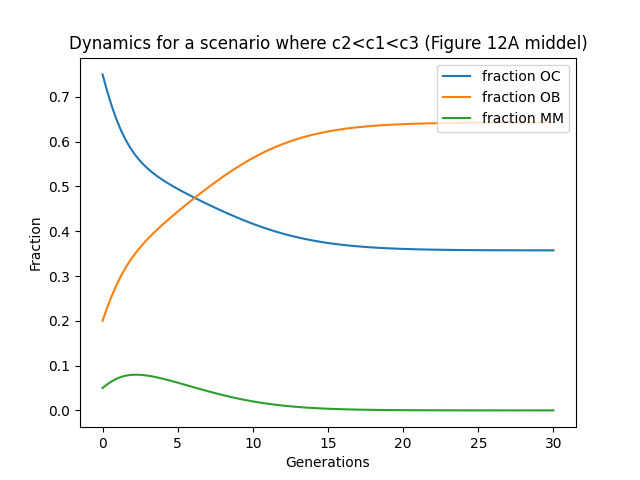 Dynamics for a scenario where c2<c1<c3 (Figure 12A middel)
fraction OC
fraction OB
fraction MM
Fraction
0.7
0.6
0.5
0.4
0.3
0.2
0.1
0.0
0 5 10 15 20 25 30
Generations